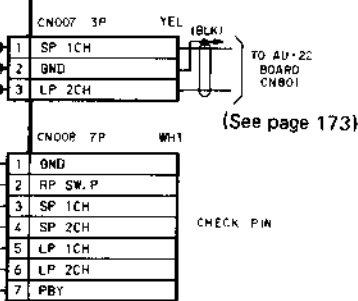 CN007 3P YEL
(BLK)
1 SP 1CH
2 GND
3 LP 2CH
TO AU-22
BOARD
CN801
(See page 173)
CN008 7P WHT
1 GND
2 RP SW. P
3 SP 1CH
4 SP 2CH
5 LP 1CH
6 LP 2CH
7 PBY
CHECK PIN